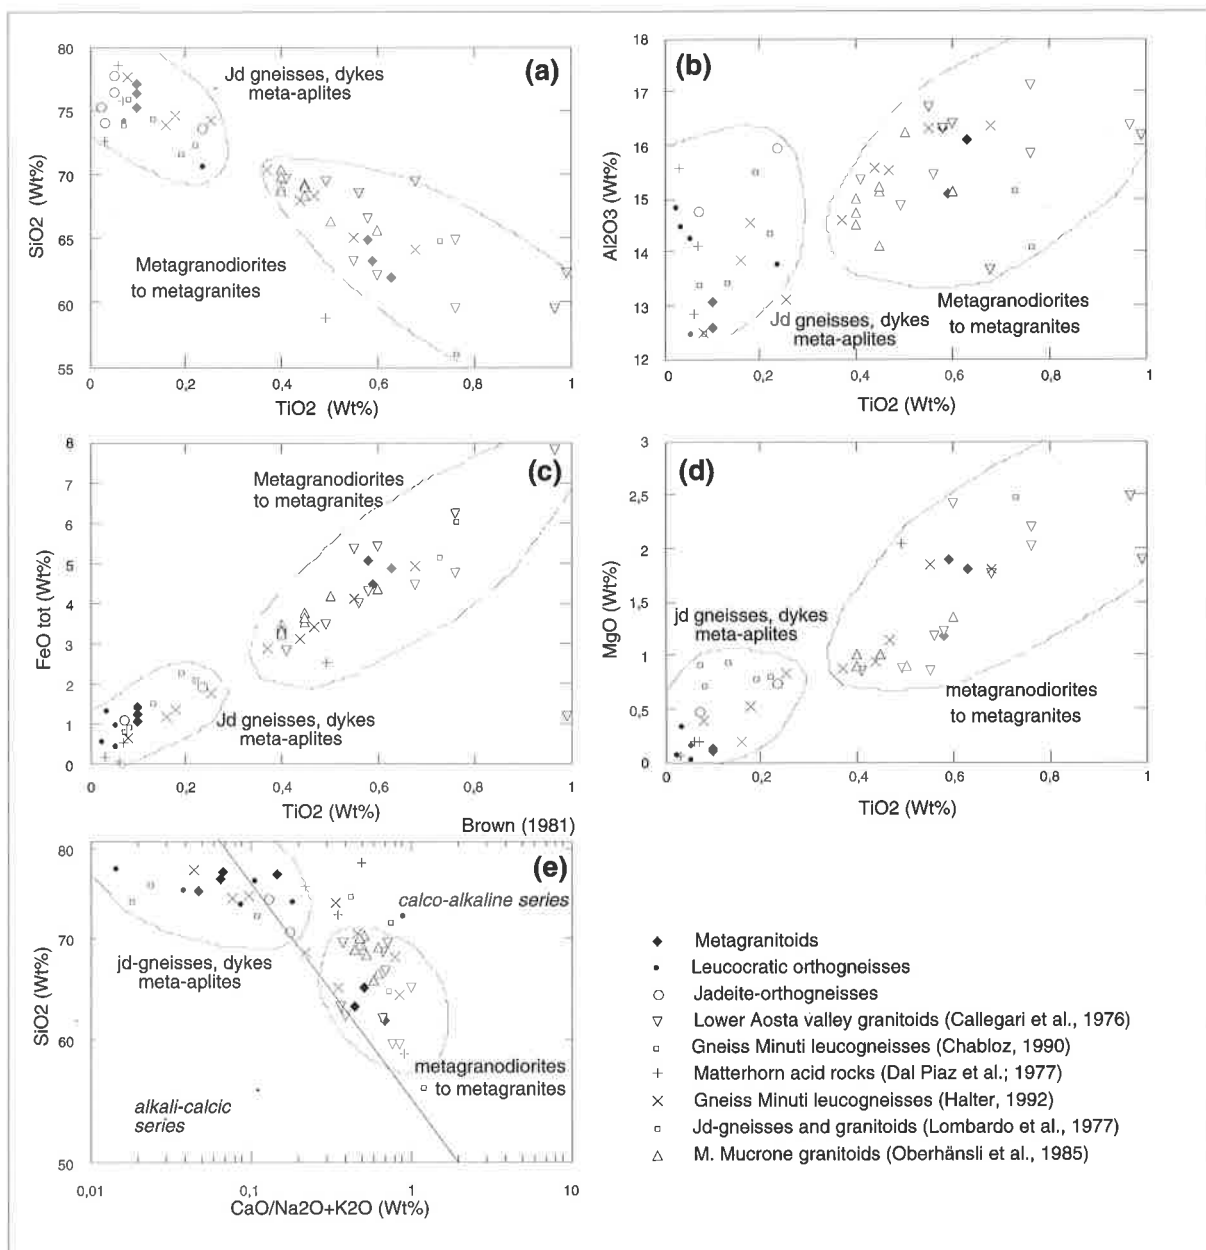 80
75
70
65
60
55
SiO2 (Wt%)
(a)
Jd gneisses, dykes
meta-aplites
Metagranodiorites
to metagranites
0
0,2
0,4
0,6
0,8
1
TiO2 (Wt%)
18
17
16
15
14
13
12
Al2O3 (Wt%)
(b)
Jd gneisses, dykes
meta-aplites
Metagranodiorites
to metagranites
0
0,2
0,4
0,6
0,8
1
TiO2 (Wt%)
8
7
6
5
4
3
2
1
0
FeO tot (Wt%)
(c)
Metagranodiorites
to metagranites
Jd gneisses, dykes
meta-aplites
0
0,2
0,4
0,6
0,8
1
TiO2 (Wt%)
3
2,5
2
1,5
1
0,5
0
MgO (Wt%)
(d)
jd gneisses, dykes
meta-aplites
metagranodiorites
to metagranites
0
0,2
0,4
0,6
0,8
1
TiO2 (Wt%)
Brown (1981)
80
70
60
50
SiO2 (Wt%)
(e)
calco-alkaline series
jd-gneisses, dykes
meta-aplites
metagranodiorites
to metagranites
alkali-calcic
series
0,01
0,1
1
10
CaO/Na2O+K2O (Wt%)
Metagranitoids
Leucocratic orthogneisses
Jadeite-orthogneisses
Lower Aosta valley granitoids (Callegari et al., 1976)
Gneiss Minuti leucogneisses (Chabloz, 1990)
Matterhorn acid rocks (Dal Piaz et al.; 1977)
Gneiss Minuti leucogneisses (Halter, 1992)
Jd-gneisses and granitoids (Lombardo et al., 1977)
M. Mucrone granitoids (Oberhänsli et al., 1985)